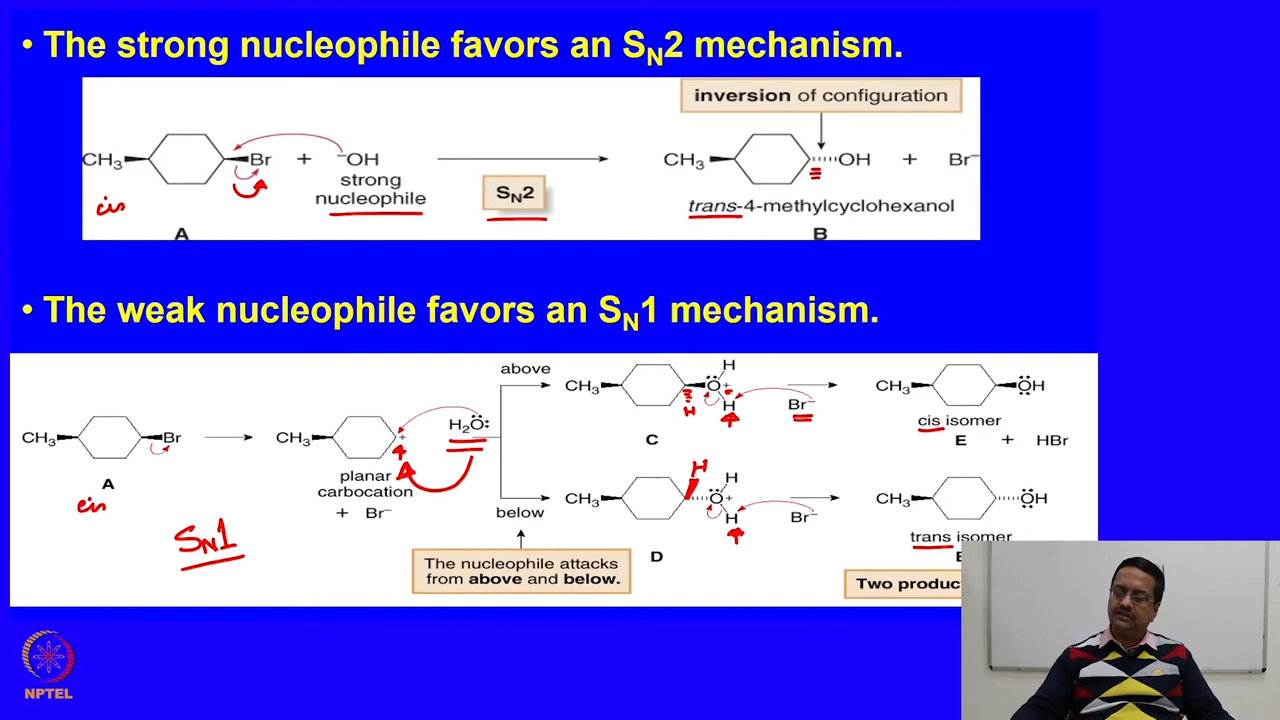 • The strong nucleophile favors an SN2 mechanism.
inversion of configuration
CH₃ Br + ⁻OH CH₃ OH + Br⁻
strong
nucleophile
SN2
cis
trans-4-methylcyclohexanol
A B
• The weak nucleophile favors an SN1 mechanism.
above
CH₃ O⁺ H H Br⁻ CH₃ OH
H
cis isomer
C E + HBr
CH₃ Br CH₃ + H₂O:
A
cis
planar
carbocation
+ Br⁻
SN1
H
CH₃ O⁺ H H Br⁻ CH₃ OH
below
trans isomer
D
The nucleophile attacks
from above and below.
Two
NPTEL